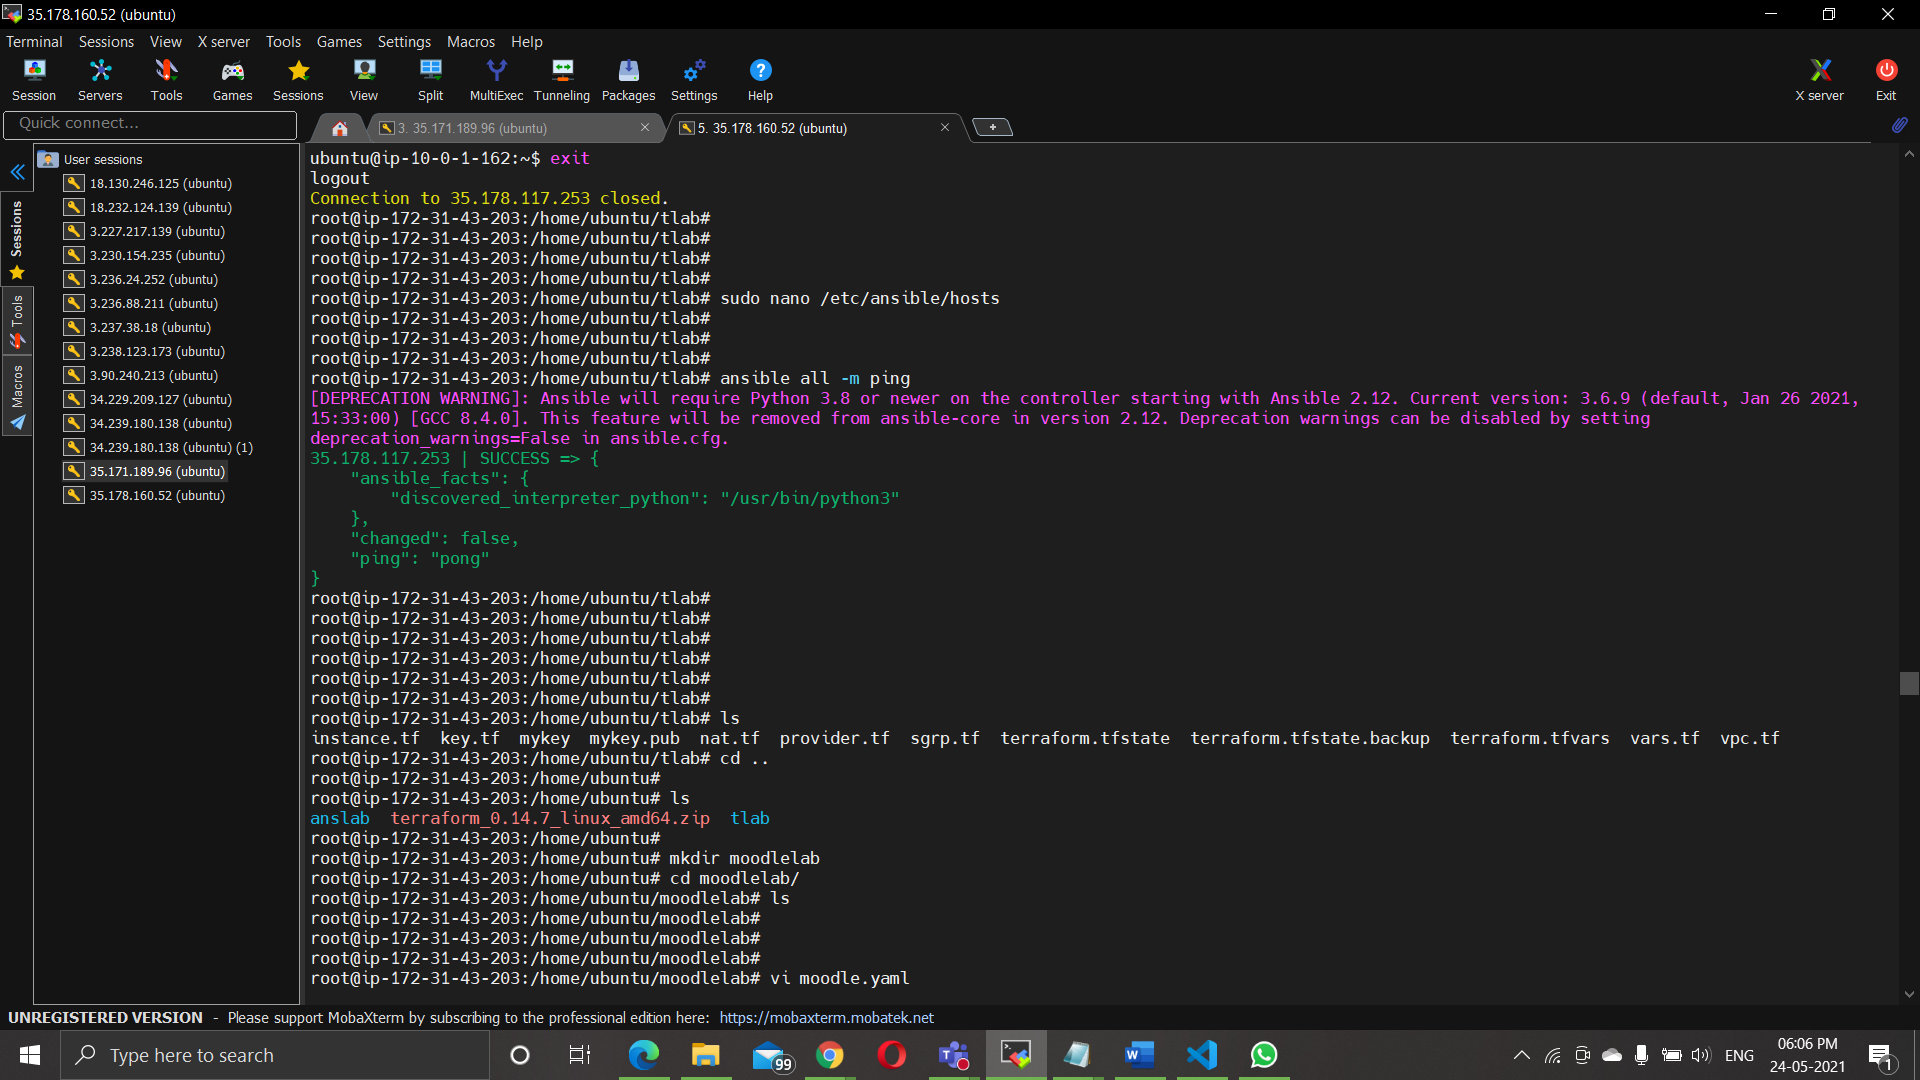 35.178.160.52 (ubuntu)
Terminal Sessions View X server Tools Games Settings Macros Help
Session Servers Tools Games Sessions View Split MultiExec Tunneling Packages Settings Help X server Exit
Quick connect...
3. 35.171.189.96 (ubuntu)
5. 35.178.160.52 (ubuntu)
Sessions
Tools
Macros
User sessions
18.130.246.125 (ubuntu)
18.232.124.139 (ubuntu)
3.227.217.139 (ubuntu)
3.230.154.235 (ubuntu)
3.236.24.252 (ubuntu)
3.236.88.211 (ubuntu)
3.237.38.18 (ubuntu)
3.238.123.173 (ubuntu)
3.90.240.213 (ubuntu)
34.229.209.127 (ubuntu)
34.239.180.138 (ubuntu)
34.239.180.138 (ubuntu) (1)
35.171.189.96 (ubuntu)
35.178.160.52 (ubuntu)
ubuntu@ip-10-0-1-162:~$ exit
logout
Connection to 35.178.117.253 closed.
root@ip-172-31-43-203:/home/ubuntu/tlab#
root@ip-172-31-43-203:/home/ubuntu/tlab#
root@ip-172-31-43-203:/home/ubuntu/tlab#
root@ip-172-31-43-203:/home/ubuntu/tlab#
root@ip-172-31-43-203:/home/ubuntu/tlab# sudo nano /etc/ansible/hosts
root@ip-172-31-43-203:/home/ubuntu/tlab#
root@ip-172-31-43-203:/home/ubuntu/tlab#
root@ip-172-31-43-203:/home/ubuntu/tlab#
root@ip-172-31-43-203:/home/ubuntu/tlab# ansible all -m ping
[DEPRECATION WARNING]: Ansible will require Python 3.8 or newer on the controller starting with Ansible 2.12. Current version: 3.6.9 (default, Jan 26 2021,
15:33:00) [GCC 8.4.0]. This feature will be removed from ansible-core in version 2.12. Deprecation warnings can be disabled by setting
deprecation_warnings=False in ansible.cfg.
35.178.117.253 | SUCCESS => {
    "ansible_facts": {
        "discovered_interpreter_python": "/usr/bin/python3"
    },
    "changed": false,
    "ping": "pong"
}
root@ip-172-31-43-203:/home/ubuntu/tlab#
root@ip-172-31-43-203:/home/ubuntu/tlab#
root@ip-172-31-43-203:/home/ubuntu/tlab#
root@ip-172-31-43-203:/home/ubuntu/tlab#
root@ip-172-31-43-203:/home/ubuntu/tlab#
root@ip-172-31-43-203:/home/ubuntu/tlab#
root@ip-172-31-43-203:/home/ubuntu/tlab# ls
instance.tf  key.tf  mykey  mykey.pub  nat.tf  provider.tf  sgrp.tf  terraform.tfstate  terraform.tfstate.backup  terraform.tfvars  vars.tf  vpc.tf
root@ip-172-31-43-203:/home/ubuntu/tlab# cd ..
root@ip-172-31-43-203:/home/ubuntu#
root@ip-172-31-43-203:/home/ubuntu# ls
anslab  terraform_0.14.7_linux_amd64.zip  tlab
root@ip-172-31-43-203:/home/ubuntu#
root@ip-172-31-43-203:/home/ubuntu# mkdir moodlelab
root@ip-172-31-43-203:/home/ubuntu# cd moodlelab/
root@ip-172-31-43-203:/home/ubuntu/moodlelab# ls
root@ip-172-31-43-203:/home/ubuntu/moodlelab#
root@ip-172-31-43-203:/home/ubuntu/moodlelab#
root@ip-172-31-43-203:/home/ubuntu/moodlelab#
root@ip-172-31-43-203:/home/ubuntu/moodlelab# vi moodle.yaml
UNREGISTERED VERSION - Please support MobaXterm by subscribing to the professional edition here: https://mobaxterm.mobatek.net
Type here to search
99
ENG
06:06 PM
24-05-2021
1